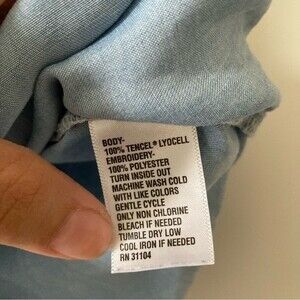 BODY-
100% TENCEL® LYOCELL
EMBROIDERY-
100% POLYESTER
TURN INSIDE OUT
MACHINE WASH COLD
WITH LIKE COLORS
GENTLE CYCLE
ONLY NON CHLORINE
BLEACH IF NEEDED
TUMBLE DRY LOW
COOL IRON IF NEEDED
RN 31104